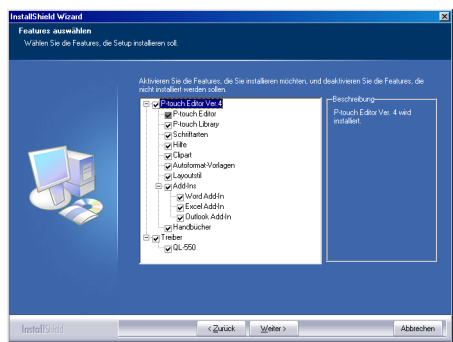 InstallShield Wizard
Features auswählen
Wählen Sie die Features, die Setup installieren soll.
Aktivieren Sie die Features, die Sie installieren möchten, und deaktivieren Sie die Features, die
nicht installiert werden sollen.
P-touch Editor Ver. 4
P-touch Editor
P-touch Library
Schriftarten
Hilfe
Clipart
Autoformat-Vorlagen
Layoutstil
Add-Ins
Word Add-In
Excel Add-In
Outlook Add-In
Handbücher
Treiber
QL-550
Beschreibung
P-touch Editor Ver. 4 wird
installiert.
InstallShield
< Zurück
Weiter >
Abbrechen